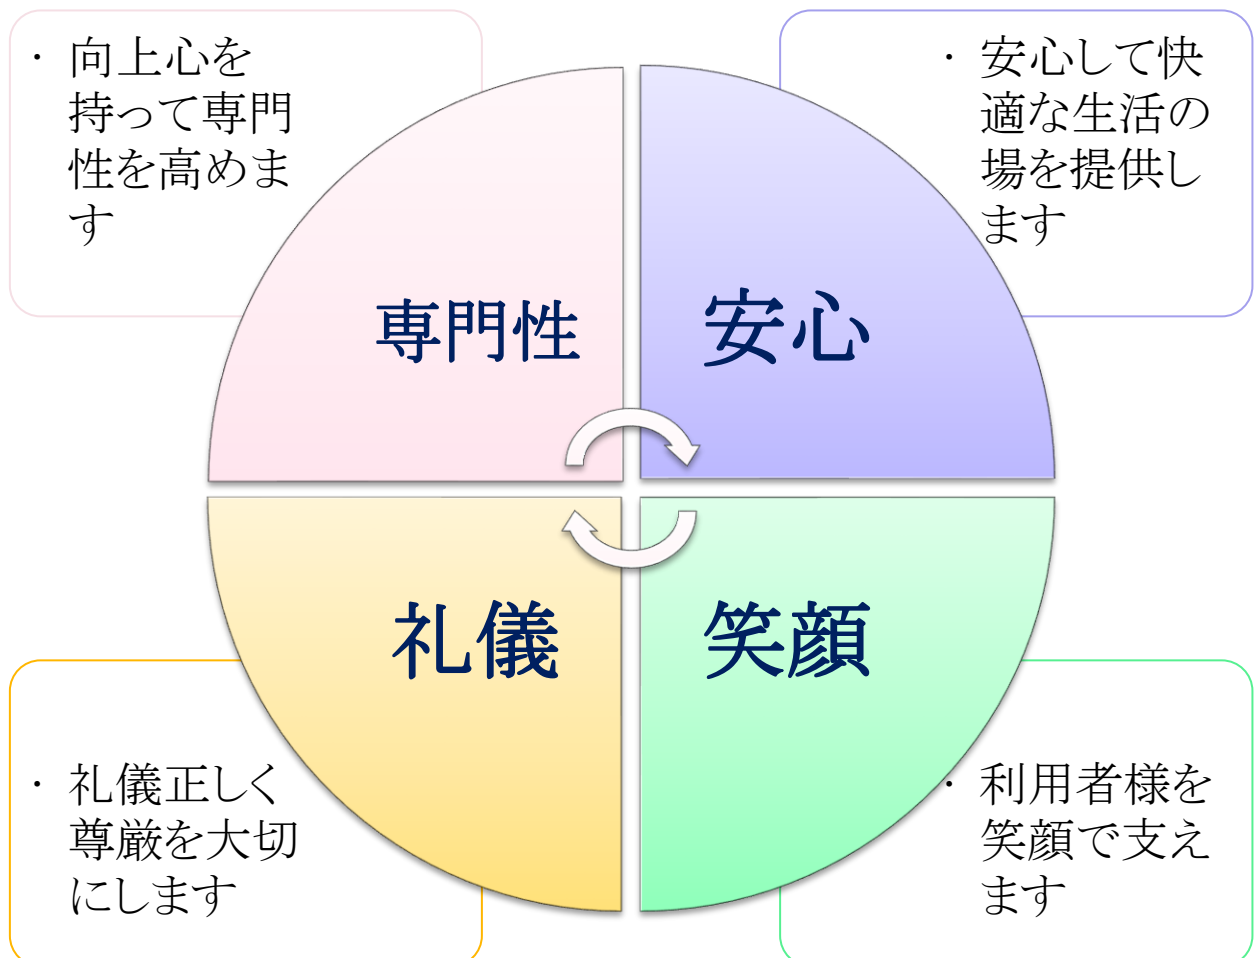 ・向上心を
持って専門
性を高めま
す
・安心して快
適な生活の
場を提供し
ます
専門性
安心
礼儀
笑顔
・礼儀正しく
尊厳を大切
にします
・利用者様を
笑顔で支え
ます